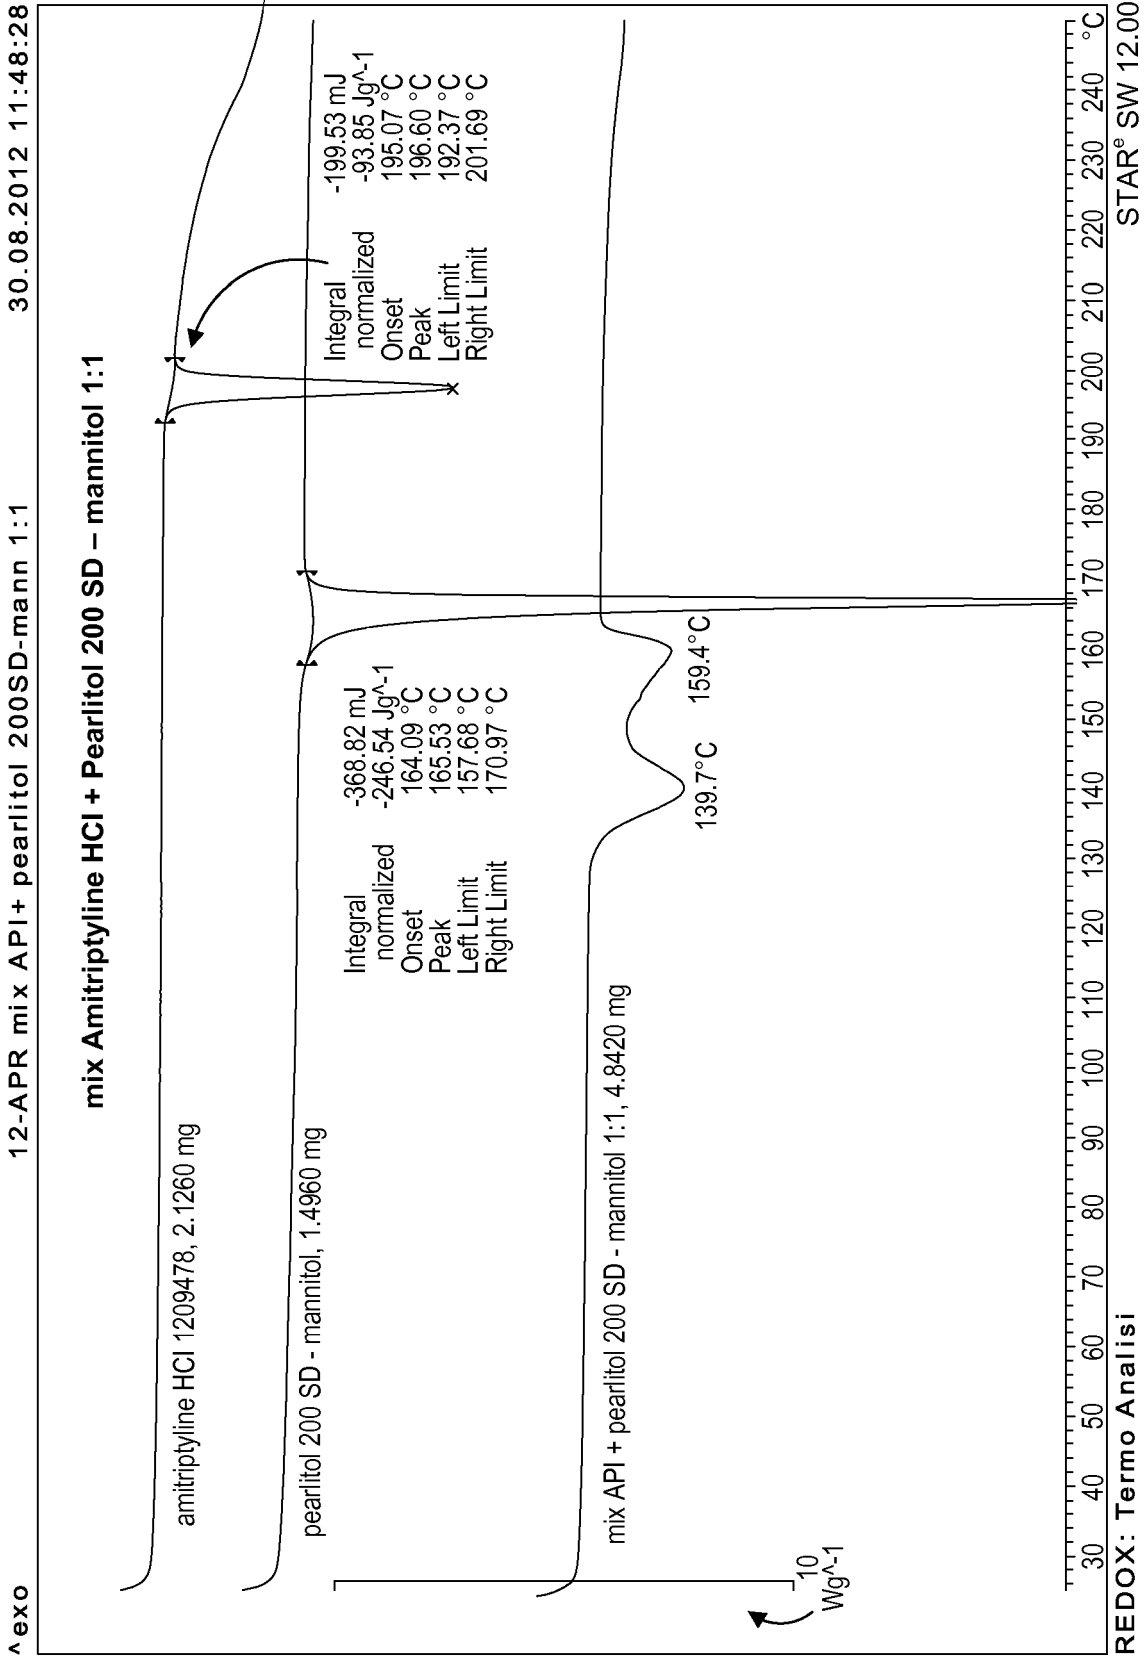 ^exo
12-APR mix API+ pearlitol 200SD-mann 1:1
30.08.2012 11:48:28
mix Amitriptyline HCl + Pearlitol 200 SD – mannitol 1:1
amitriptyline HCl 1209478, 2.1260 mg
Integral -199.53 mJ
normalized -93.85 Jg^-1
Onset 195.07 °C
Peak 196.60 °C
Left Limit 192.37 °C
Right Limit 201.69 °C
pearlitol 200 SD - mannitol, 1.4960 mg
Integral -368.82 mJ
normalized -246.54 Jg^-1
Onset 164.09 °C
Peak 165.53 °C
Left Limit 157.68 °C
Right Limit 170.97 °C
mix API + pearlitol 200 SD - mannitol 1:1, 4.8420 mg
139.7°C
159.4°C
10
Wg^-1
30 40 50 60 70 80 90 100 110 120 130 140 150 160 170 180 190 200 210 220 230 240 °C
REDOX: Termo Analisi
STARe SW 12.00